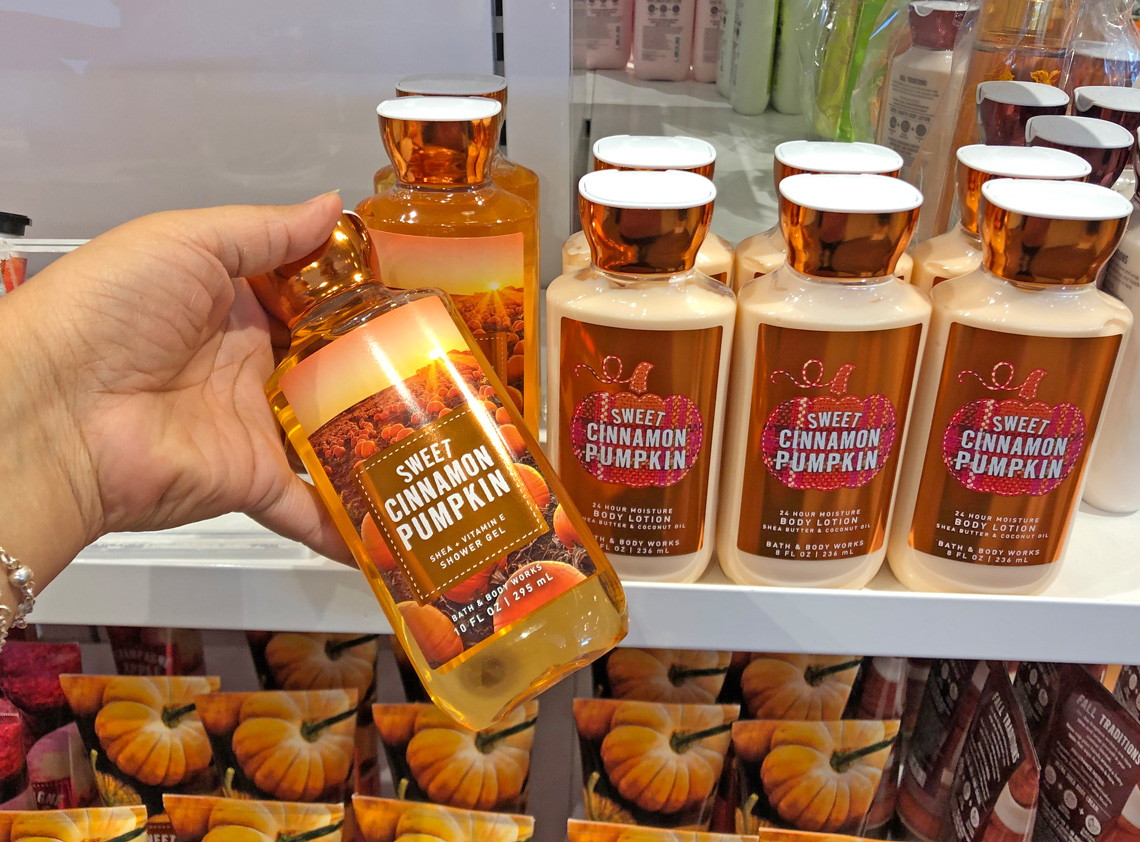 SWEET
CINNAMON
PUMPKIN
SHEA + VITAMIN E
SHOWER GEL
BATH & BODY WORKS
10 FL OZ | 295 mL
SWEET
CINNAMON
PUMPKIN
24 HOUR MOISTURE
BODY LOTION
SHEA BUTTER & COCONUT OIL
BATH & BODY WORKS
8 FL OZ | 236 mL
SWEET
CINNAMON
PUMPKIN
24 HOUR MOISTURE
BODY LOTION
SHEA BUTTER & COCONUT OIL
BATH & BODY WORKS
8 FL OZ | 236 mL
SWEET
CINNAMON
PUMPKIN
24 HOUR MOISTURE
BODY LOTION
SHEA BUTTER & COCONUT OIL
BATH & BODY WORKS
8 FL OZ | 236 mL
FALL TRADITION
FALL TRADITION
SWEET